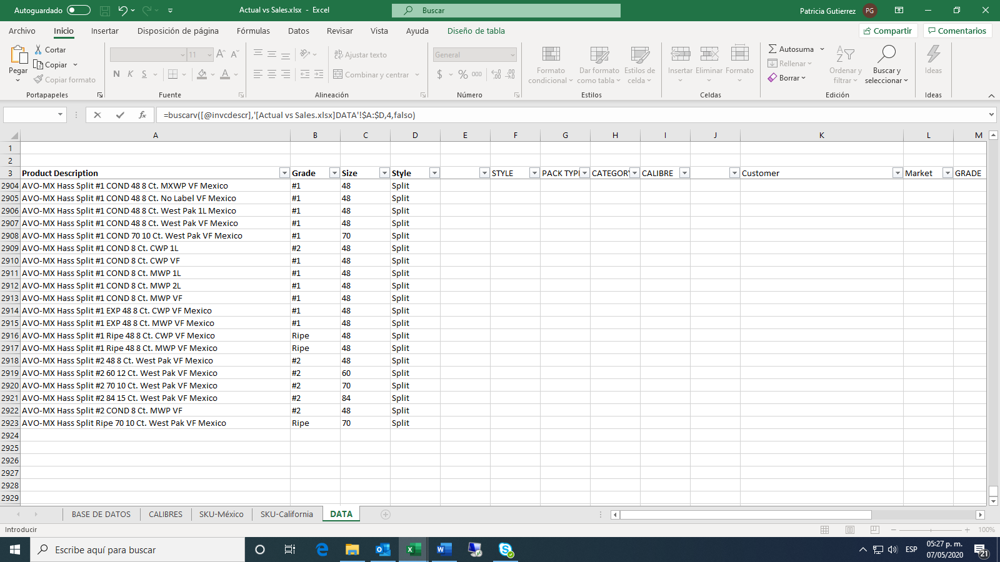 Autoguardado
Actual vs Sales.xlsx - Excel
Buscar
Patricia Gutierrez PG
Archivo Inicio Insertar Disposición de página Fórmulas Datos Revisar Vista Ayuda Diseño de tabla Compartir Comentarios
Pegar
Cortar
Copiar
Copiar formato
Portapapeles
11
N K S
Fuente
Ajustar texto
Combinar y centrar
Alineación
General
$ % 000
Número
Formato condicional
Dar formato como tabla
Estilos de celda
Estilos
Insertar Eliminar Formato
Celdas
Autosuma
Rellenar
Borrar
Ordenar y filtrar
Buscar y seleccionar
Edición
Ideas
Ideas
fx =buscarv([@invcdescr],'[Actual vs Sales.xlsx]DATA'!$A:$D,4,falso)
A B C D E F G H I J K L M
1
2
3 Product Description Grade Size Style STYLE PACK TYPE CATEGORY CALIBRE Customer Market GRADE
2904 AVO-MX Hass Split #1 COND 48 8 Ct. MXWP VF Mexico #1 48 Split
2905 AVO-MX Hass Split #1 COND 48 8 Ct. No Label VF Mexico #1 48 Split
2906 AVO-MX Hass Split #1 COND 48 8 Ct. West Pak 1L Mexico #1 48 Split
2907 AVO-MX Hass Split #1 COND 48 8 Ct. West Pak VF Mexico #1 48 Split
2908 AVO-MX Hass Split #1 COND 70 10 Ct. West Pak VF Mexico #1 70 Split
2909 AVO-MX Hass Split #1 COND 8 Ct. CWP 1L #2 48 Split
2910 AVO-MX Hass Split #1 COND 8 Ct. CWP VF #1 48 Split
2911 AVO-MX Hass Split #1 COND 8 Ct. MWP 1L #1 48 Split
2912 AVO-MX Hass Split #1 COND 8 Ct. MWP 2L #1 48 Split
2913 AVO-MX Hass Split #1 COND 8 Ct. MWP VF #1 48 Split
2914 AVO-MX Hass Split #1 EXP 48 8 Ct. CWP VF Mexico #1 48 Split
2915 AVO-MX Hass Split #1 EXP 48 8 Ct. MWP VF Mexico #1 48 Split
2916 AVO-MX Hass Split #1 Ripe 48 8 Ct. CWP VF Mexico Ripe 48 Split
2917 AVO-MX Hass Split #1 Ripe 48 8 Ct. MWP VF Mexico Ripe 48 Split
2918 AVO-MX Hass Split #2 48 8 Ct. West Pak VF Mexico #2 48 Split
2919 AVO-MX Hass Split #2 60 12 Ct. West Pak VF Mexico #2 60 Split
2920 AVO-MX Hass Split #2 70 10 Ct. West Pak VF Mexico #2 70 Split
2921 AVO-MX Hass Split #2 84 15 Ct. West Pak VF Mexico #2 84 Split
2922 AVO-MX Hass Split #2 COND 8 Ct. MWP VF #2 48 Split
2923 AVO-MX Hass Split Ripe 70 10 Ct. West Pak VF Mexico Ripe 70 Split
2924
2925
2926
2927
2928
2929
BASE DE DATOS CALIBRES SKU-México SKU-California DATA
Introducir
100%
Escribe aquí para buscar
ESP
05:27 p. m.
07/05/2020
21